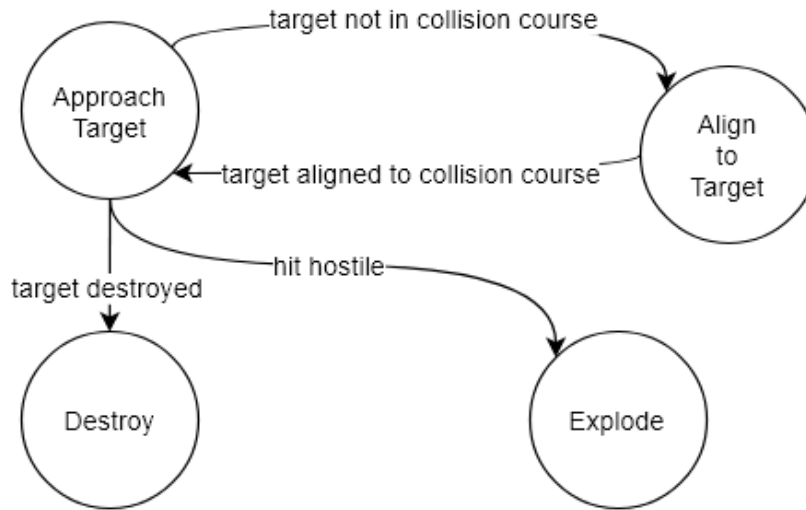 target not in collision course
Approach
Target
Align
to
Target
target aligned to collision course
hit hostile
target destroyed
Destroy
Explode